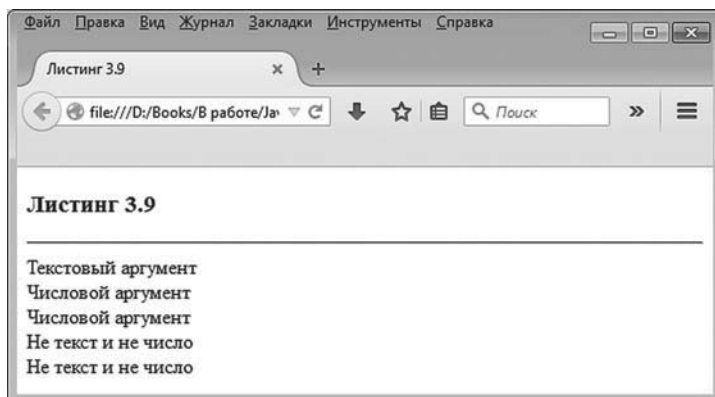 Файл Правка Вид Журнал Закладки Инструменты Справка
Листинг 3.9
file:///D:/Books/В работе/Jav
Поиск
Листинг 3.9
Текстовый аргумент
Числовой аргумент
Числовой аргумент
Не текст и не число
Не текст и не число